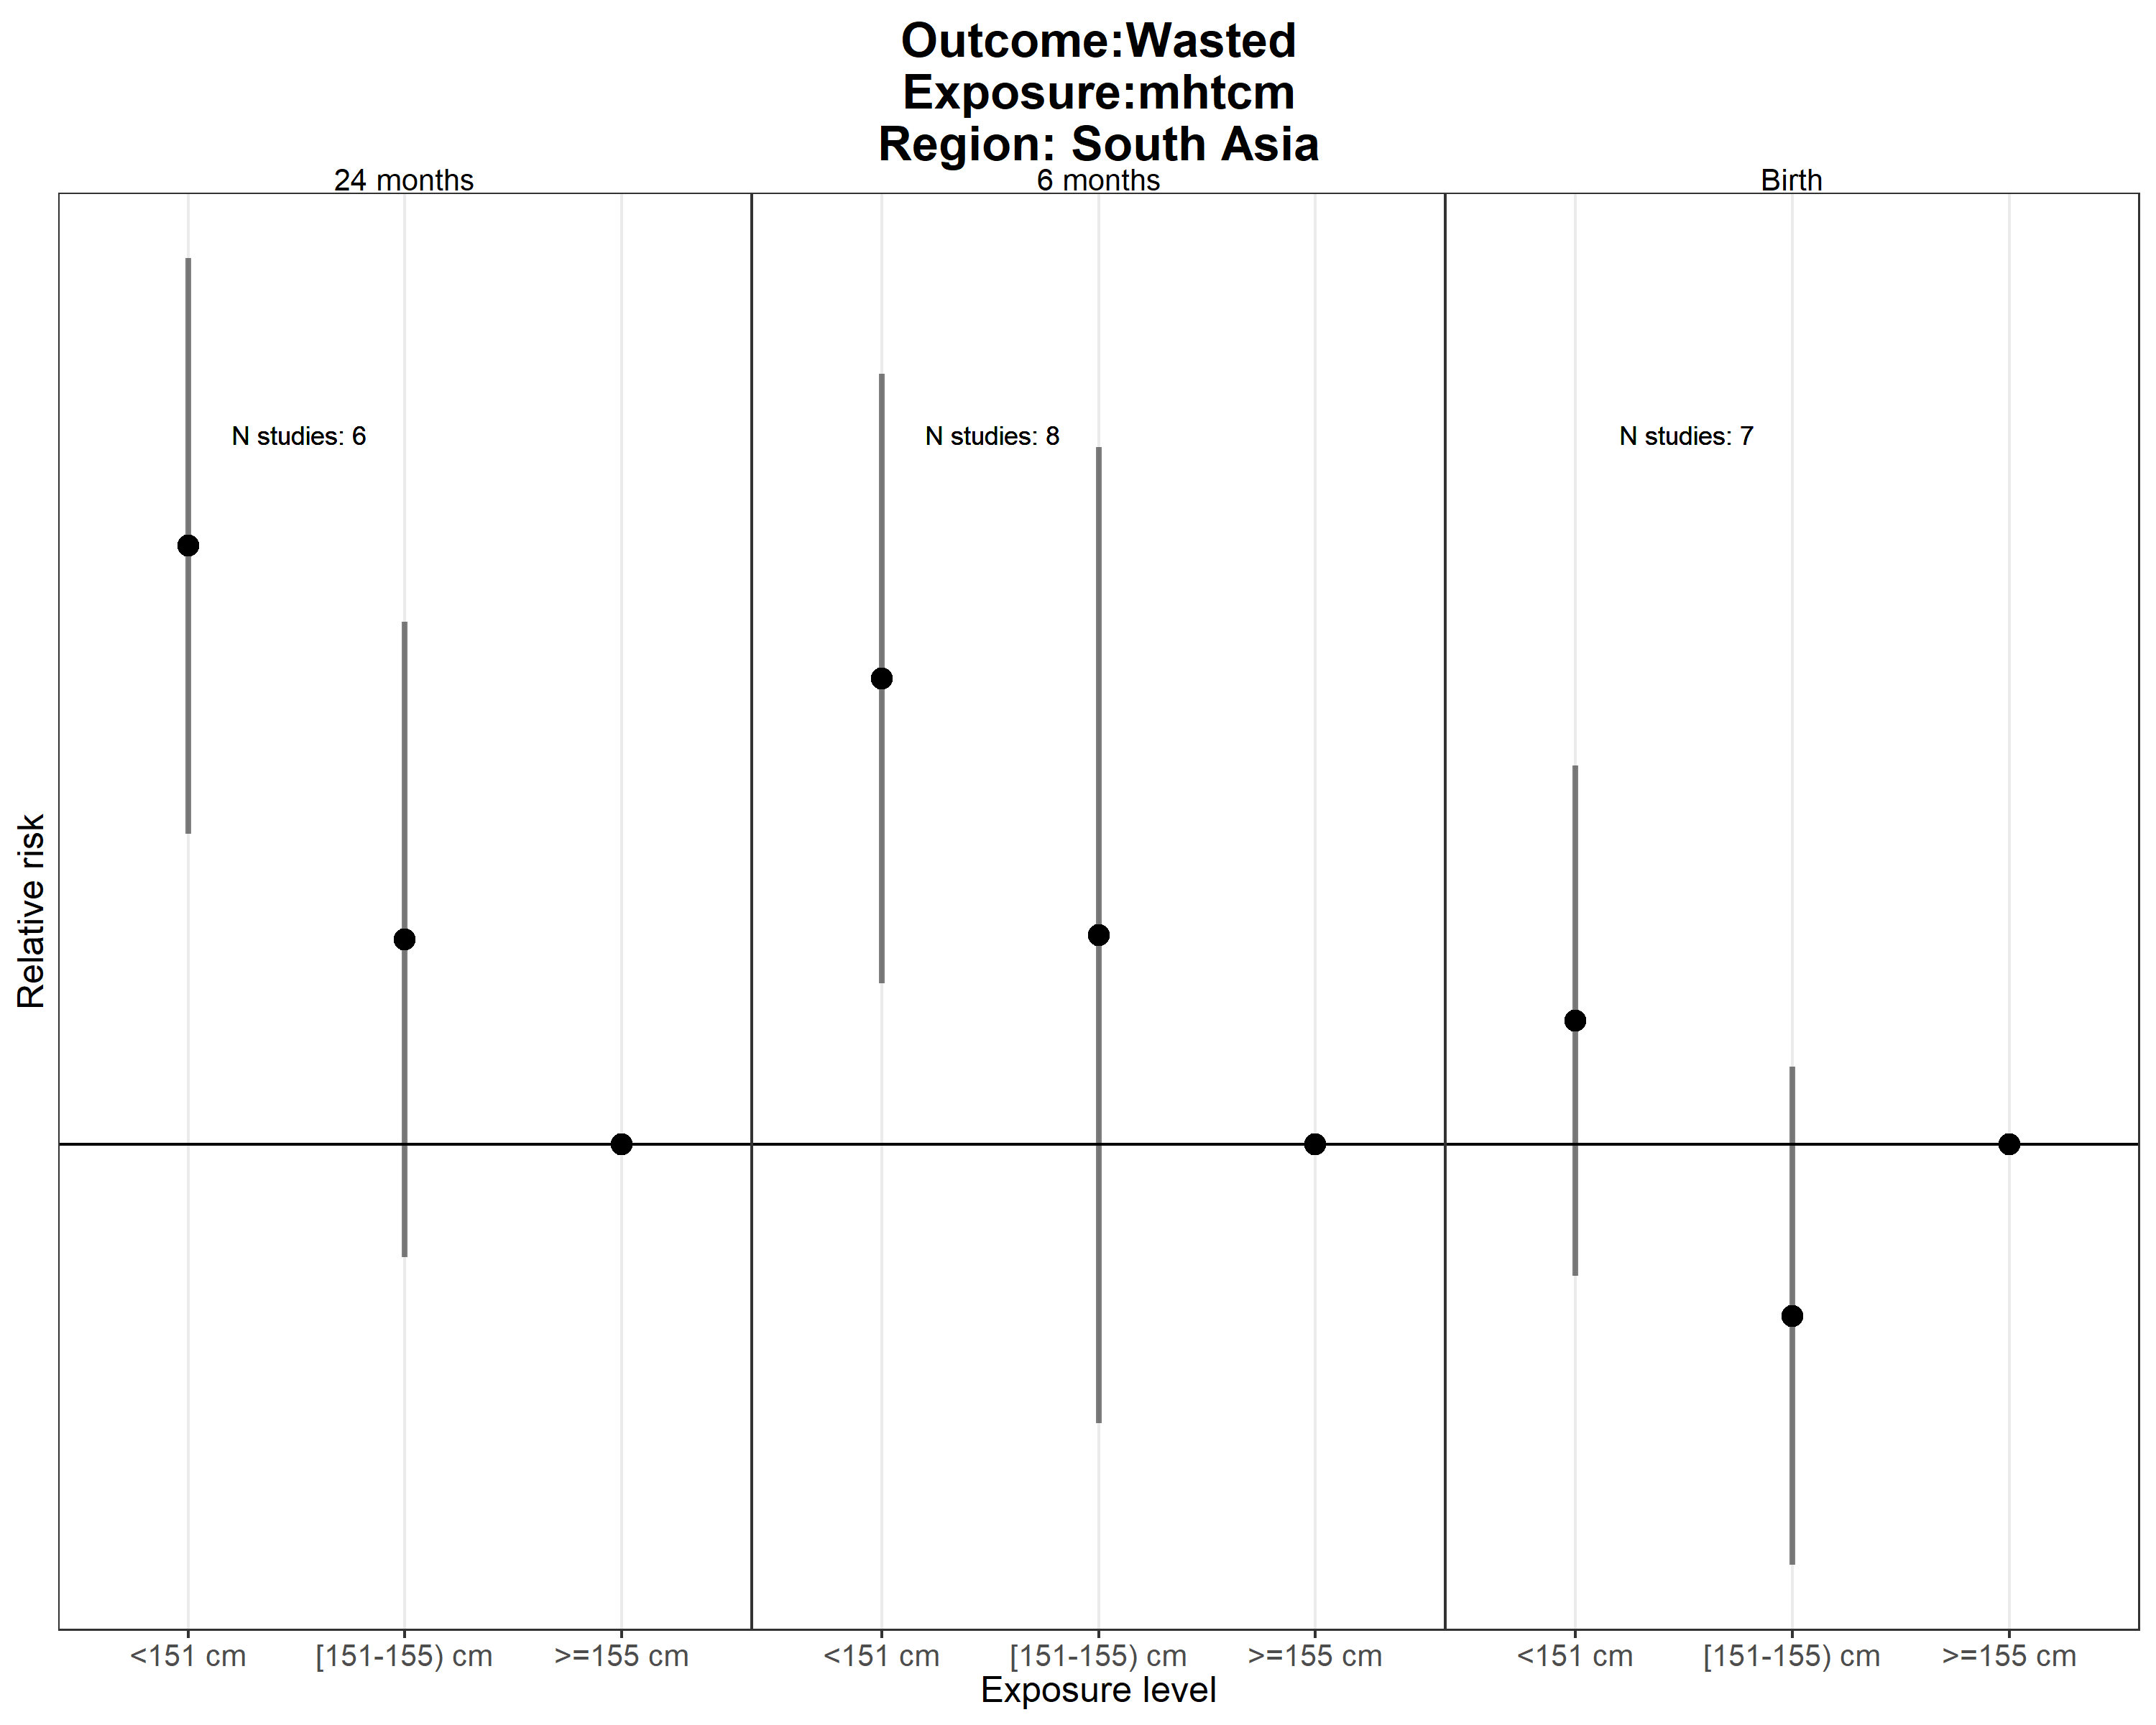 Outcome:Wasted
Exposure:mhtcm
Region: South Asia
24 months
6 months
Birth
N studies: 6
N studies: 8
N studies: 7
Relative risk
<151 cm
[151-155) cm
>=155 cm
<151 cm
[151-155) cm
>=155 cm
<151 cm
[151-155) cm
>=155 cm
Exposure level